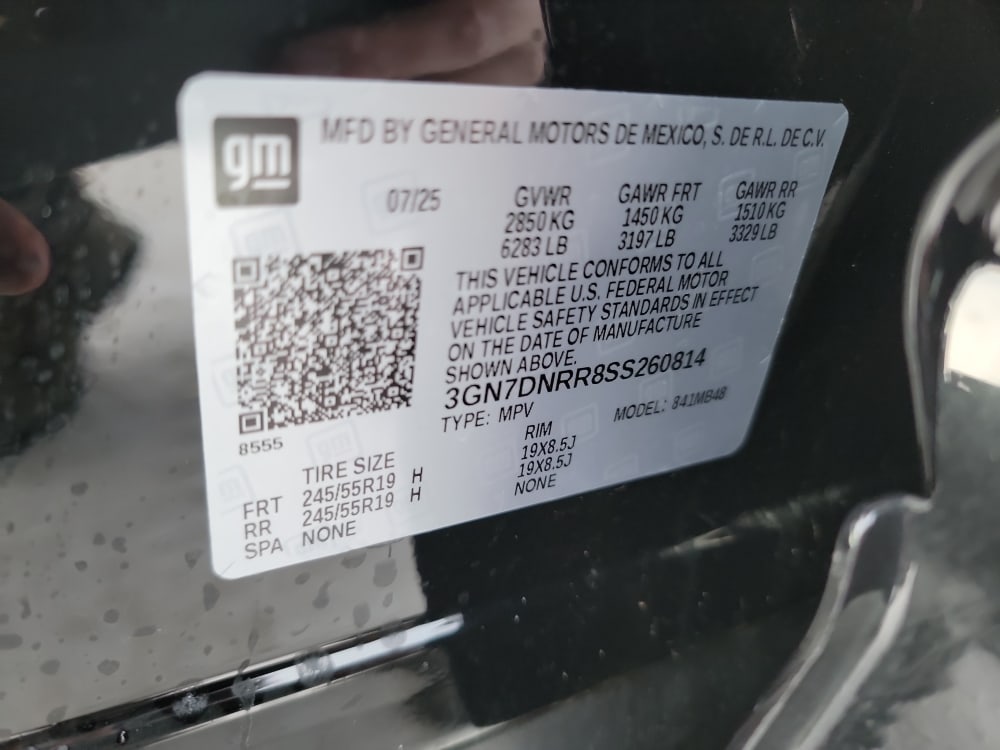 gm
MFD BY GENERAL MOTORS DE MEXICO, S. DE R.L. DE C.V.
07/25 GVWR GAWR FRT GAWR RR
2850 KG 1450 KG 1510 KG
6283 LB 3197 LB 3329 LB
THIS VEHICLE CONFORMS TO ALL
APPLICABLE U.S. FEDERAL MOTOR
VEHICLE SAFETY STANDARDS IN EFFECT
ON THE DATE OF MANUFACTURE
SHOWN ABOVE.
3GN7DNRR8SS260814
TYPE: MPV MODEL: 841MB48
8555
TIRE SIZE RIM
FRT 245/55R19 H 19X8.5J
RR 245/55R19 H 19X8.5J
SPA NONE NONE